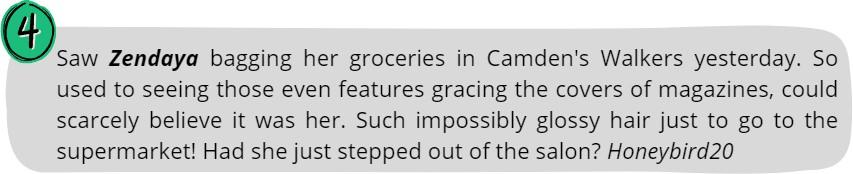 4
Saw Zendaya bagging her groceries in Camden's Walkers yesterday. So
used to seeing those even features gracing the covers of magazines, could
scarcely believe it was her. Such impossibly glossy hair just to go to the
supermarket! Had she just stepped out of the salon? Honeybird20